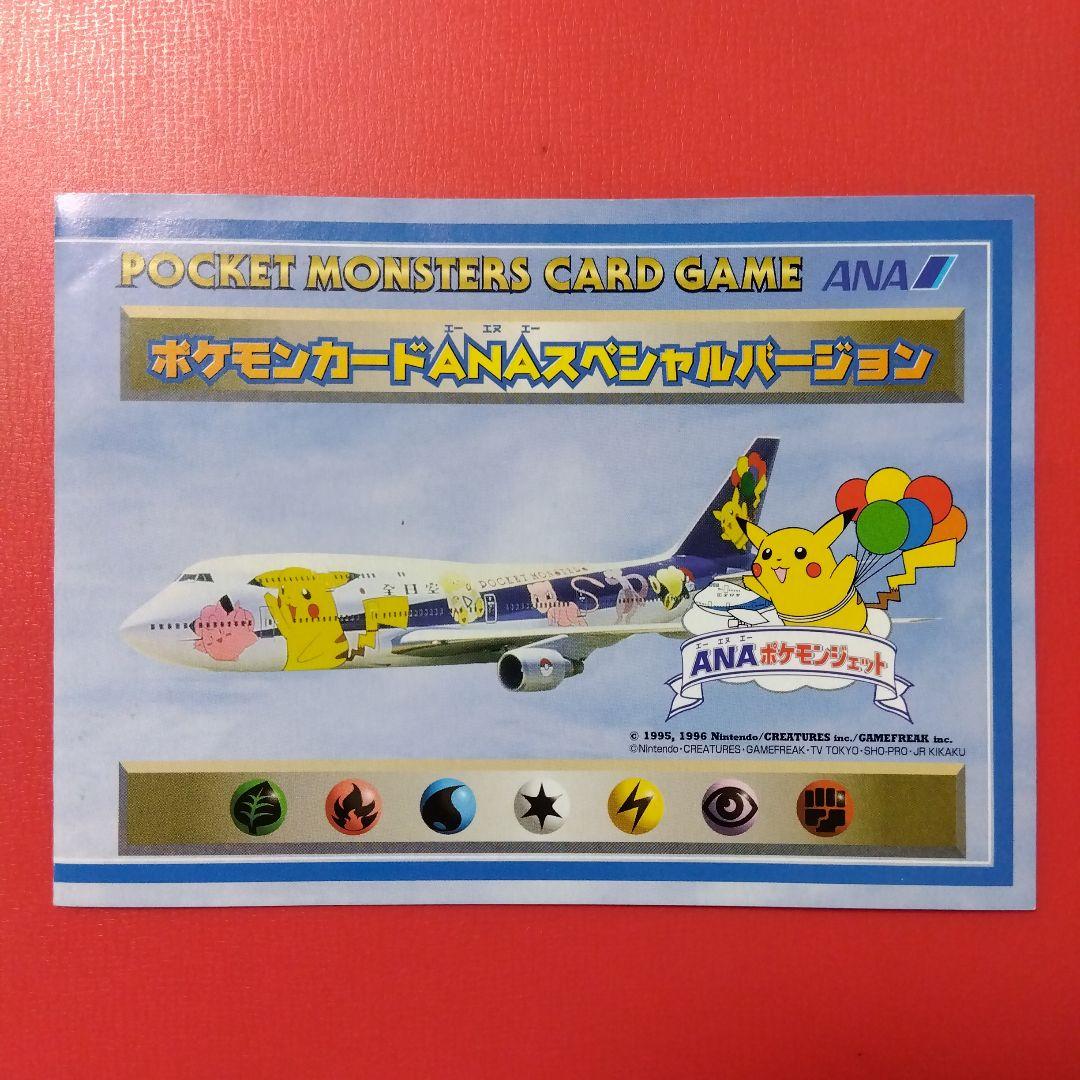 POCKET MONSTERS CARD GAME ANA
エー エヌ エー
ポケモンカードANAスペシャルバージョン
全日空 POCKET MONSTERS
エー エヌ エー
ANAポケモンジェット
© 1995, 1996 Nintendo/CREATURES inc./GAMEFREAK inc.
©Nintendo・CREATURES・GAMEFREAK・TV TOKYO・SHO-PRO・JR KIKAKU